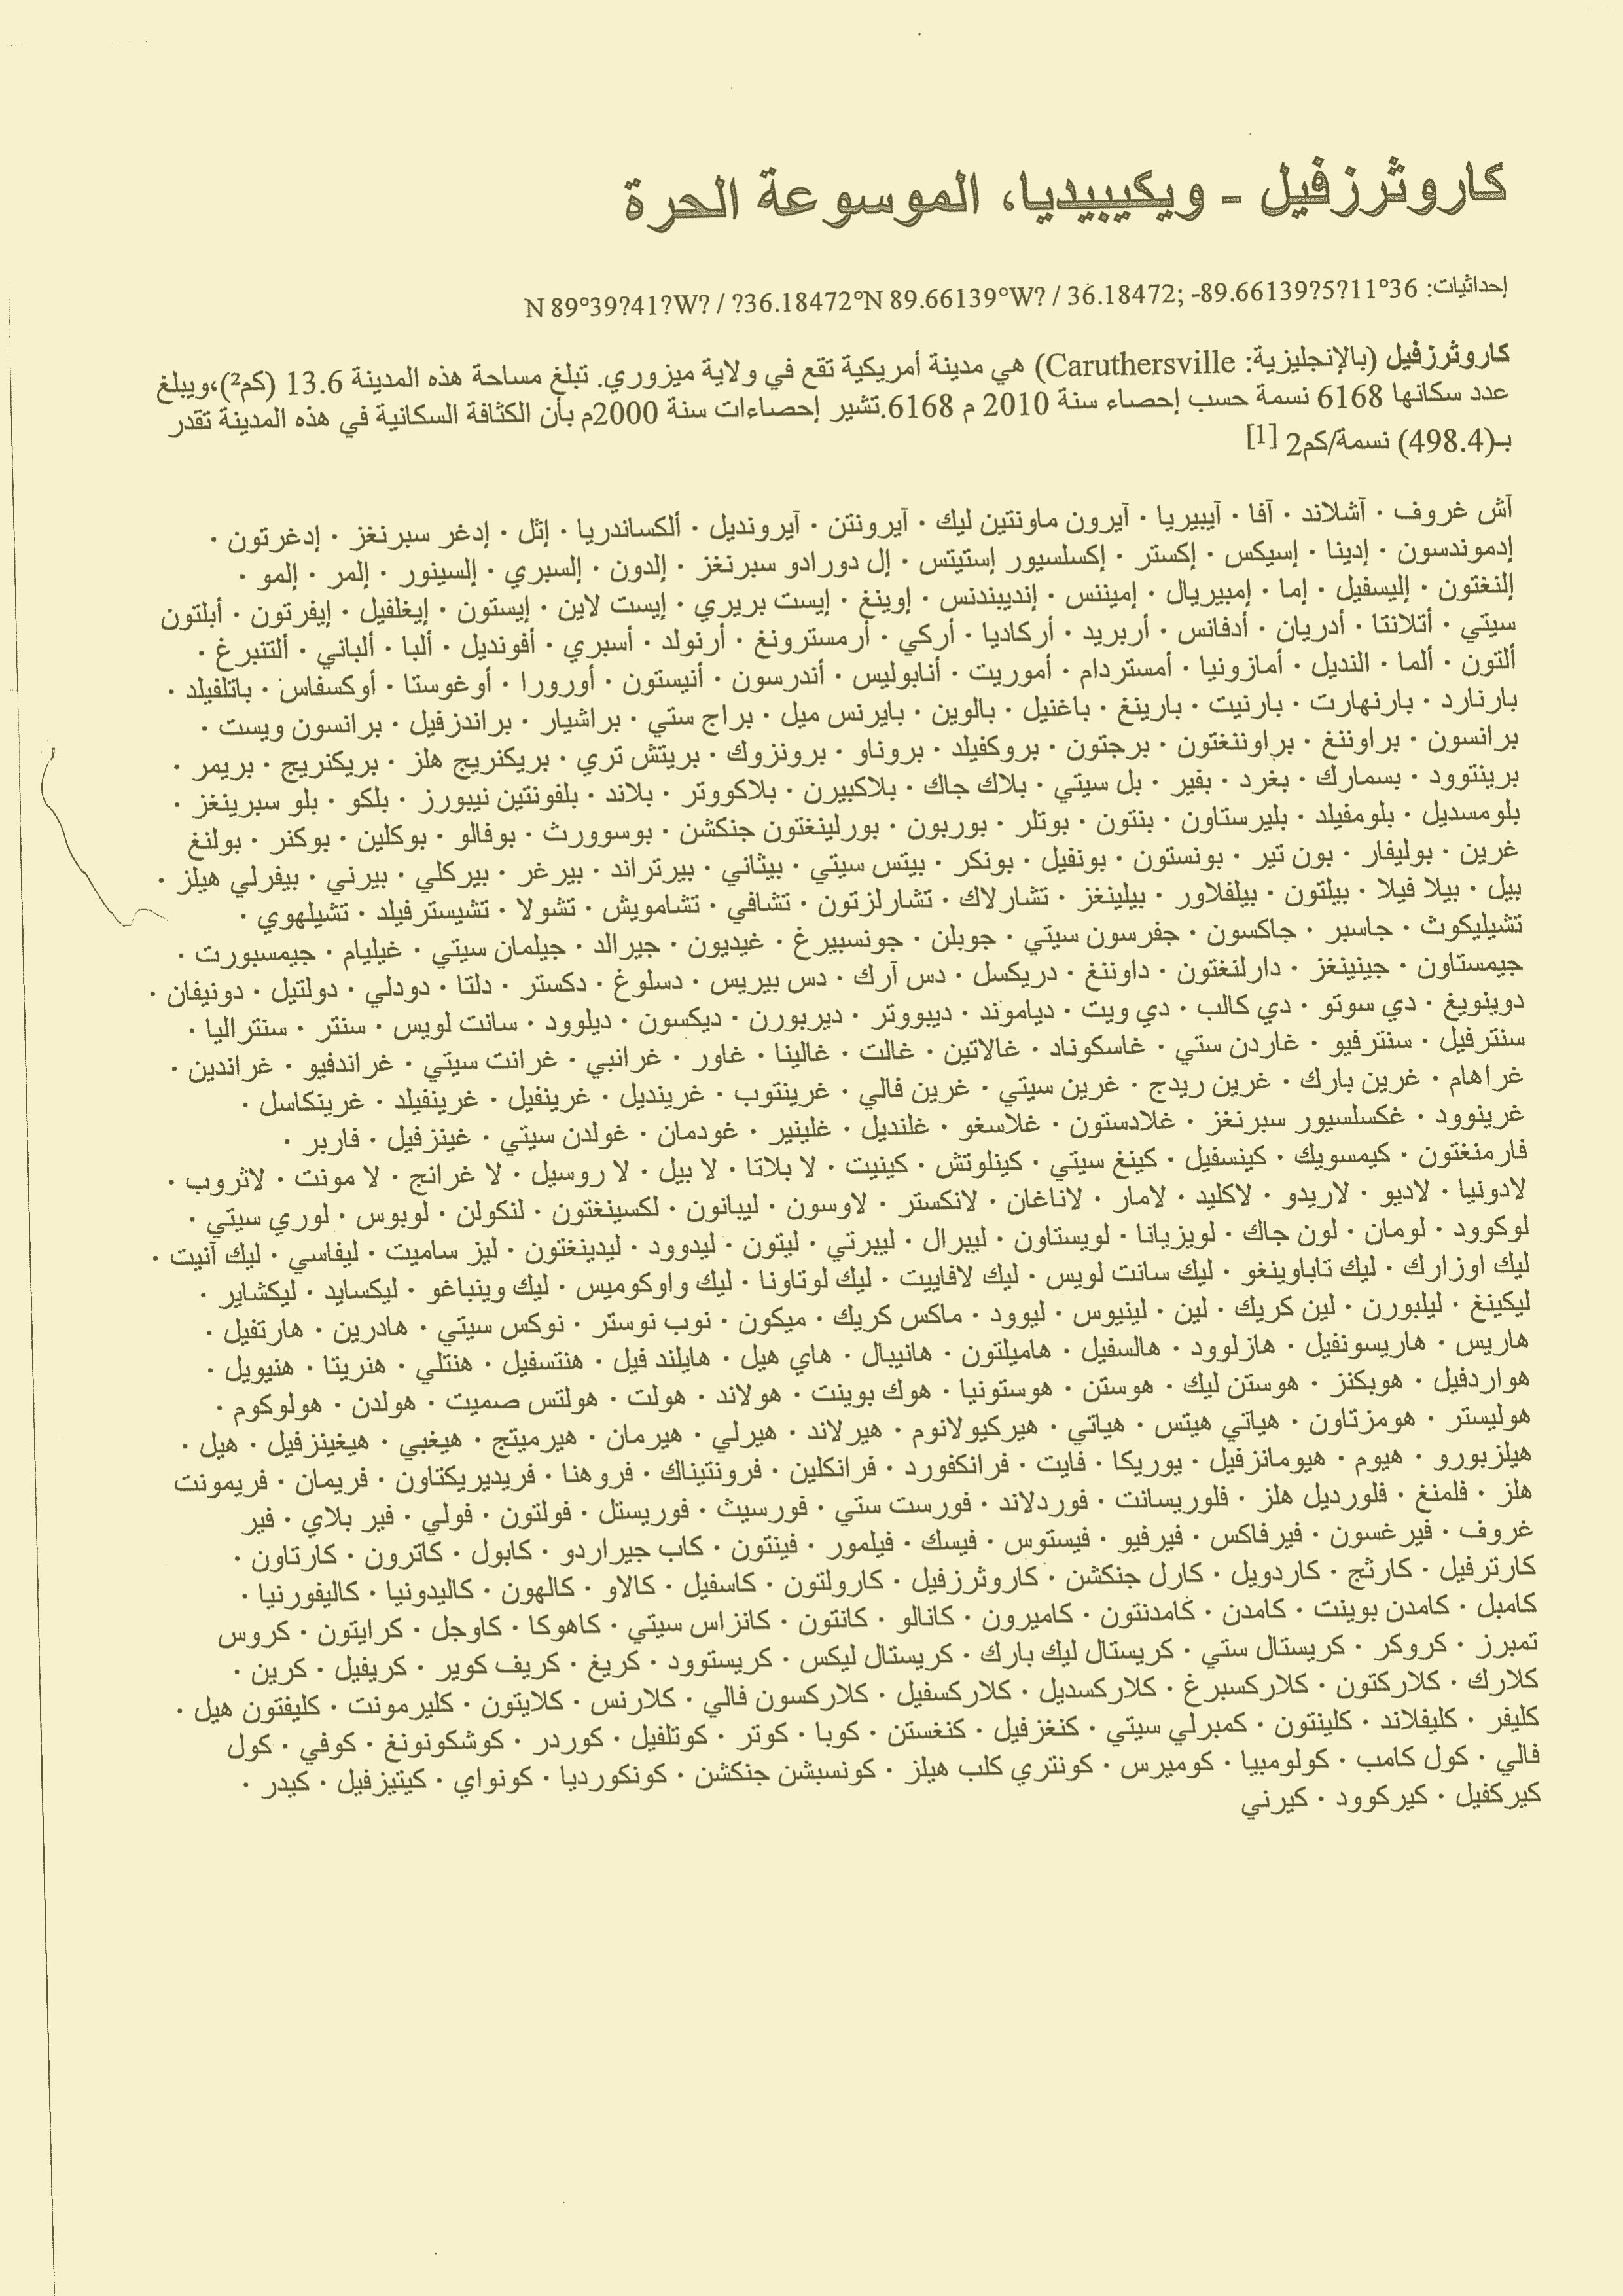 كاروثرزفيل - ويكيبيديا، الموسوعة الحرة
إحداثيات: 36°11?5?N 89°39?41?W? / ?36.18472°N 89.66139°W? / 36.18472; -89.66139
كاروثرزفيل (بالإنجليزية: Caruthersville) هي مدينة أمريكية تقع في ولاية ميزوري. تبلغ مساحة هذه المدينة 13.6 (كم²)،ويبلغ
عدد سكانها 6168 نسمة حسب إحصاء سنة 2010 م 6168.تشير إحصاءات سنة 2000م بأن الكثافة السكانية في هذه المدينة تقدر
بـ(498.4) نسمة/كم2 [1]
آش غروف · آشلاند · آفا · آيبيريا · آيرون ماونتين ليك · آيرونتن · آيرونديل · ألكساندريا · إثل · إدغر سبرنغز · إدغرتون ·
إدموندسون · إدينا · إسيكس · إكستر · إكسلسيور إستيتس · إل دورادو سبرنغز · إلدون · إلسبري · إلسينور · إلمر · إلمو ·
إلنغتون · إليسفيل · إما · إمبيريال · إميننس · إنديبندنس · إوينغ · إيست بريري · إيست لاين · إيستون · إيغلفيل · إيفرتون · أبلتون
سيتي · أتلانتا · أدريان · أدفانس · أربريد · أركاديا · أركي · أرمسترونغ · أرنولد · أسبري · أفونديل · ألبا · ألباني · ألتنبرغ ·
ألتون · ألما · النديل · أمازونيا · أمستردام · أموريت · أنابوليس · أندرسون · أنيستون · أورورا · أوغوستا · أوكسفاس · باتلفيلد ·
بارنارد · بارنهارت · بارنيت · بارينغ · باغنيل · بالوين · بايرنس ميل · براج ستي · براشيار · براندزفيل · برانسون ويست ·
برانسون · براوننغ · براوننغتون · برجتون · بروكفيلد · بروناو · برونزوك · بريتش تري · بريكنريج هلز · بريكنريج · بريمر ·
برينتوود · بسمارك · بغرد · بفير · بل سيتي · بلاك جاك · بلاكبيرن · بلاكووتر · بلاند · بلفونتين نيبورز · بلكو · بلو سبرينغز ·
بلومسديل · بلومفيلد · بليرستاون · بنتون · بوتلر · بوربون · بورلينغتون جنكشن · بوسوورث · بوفالو · بوكلين · بوكنر · بولنغ
غرين · بوليفار · بون تير · بونستون · بونفيل · بونكر · بيتس سيتي · بيثاني · بيرتراند · بيرغر · بيركلي · بيرني · بيفرلي هيلز ·
بيل · بيلا فيلا · بيلتون · بيلفلاور · بيلينغز · تشارلاك · تشارلزتون · تشافي · تشامويش · تشولا · تشيسترفيلد · تشيلهوي ·
تشيليكوث · جاسبر · جاكسون · جفرسون سيتي · جوبلن · جونسبيرغ · غيديون · جيرالد · جيلمان سيتي · غيليام · جيمسبورت ·
جيمستاون · جينينغز · دارلنغتون · داوننغ · دريكسل · دس آرك · دس بيريس · دسلوغ · دكستر · دلتا · دودلي · دولتيل · دونيفان ·
دوينويغ · دي سوتو · دي كالب · دي ويت · دياموند · ديبووتر · ديربورن · ديكسون · ديلوود · سانت لويس · سنتر · سنتراليا ·
سنترفيل · سنترفيو · غاردن ستي · غاسكوناد · غالاتين · غالت · غالينا · غاور · غرانبي · غرانت سيتي · غراندفيو · غراندين ·
غراهام · غرين بارك · غرين ريدج · غرين سيتي · غرين فالي · غرينتوب · غرينديل · غرينفيل · غرينفيلد · غرينكاسل ·
غرينوود · غكسلسيور سبرنغز · غلادستون · غلاسغو · غلنديل · غلينير · غودمان · غولدن سيتي · غينزفيل · فاربر ·
فارمنغتون · كيمسويك · كينسفيل · كينغ سيتي · كينلوتش · كينيت · لا بلاتا · لا بيل · لا روسيل · لا غرانج · لا مونت · لاثروب ·
لادونيا · لاديو · لاريدو · لاكليد · لامار · لاناغان · لانكستر · لاوسون · ليبانون · لكسينغتون · لنكولن · لوبوس · لوري سيتي ·
لوكوود · لومان · لون جاك · لويزيانا · لويستاون · ليبرال · ليبرتي · ليتون · ليدوود · ليدينغتون · ليز ساميت · ليفاسي · ليك آنيت ·
ليك اوزارك · ليك تاباوينغو · ليك سانت لويس · ليك لافاييت · ليك لوتاونا · ليك واوكوميس · ليك وينباغو · ليكسايد · ليكشاير ·
ليكينغ · ليلبورن · لين كريك · لين · لينيوس · ليوود · ماكس كريك · ميكون · نوب نوستر · نوكس سيتي · هادرين · هارتفيل ·
هاريس · هاريسونفيل · هازلوود · هالسفيل · هاميلتون · هانيبال · هاي هيل · هايلند فيل · هنتسفيل · هنتلي · هنريتا · هنيويل ·
هواردفيل · هوبكنز · هوستن ليك · هوستن · هوستونيا · هوك بوينت · هولاند · هولت · هولتس صميت · هولدن · هولوكوم ·
هوليستر · هومزتاون · هياتي هيتس · هياتي · هيركيولانوم · هيرلاند · هيرلي · هيرمان · هيرميتج · هيغبي · هيغينزفيل · هيل ·
هيلزبورو · هيوم · هيومانزفيل · يوريكا · فايت · فرانكفورد · فرانكلين · فرونتيناك · فروهنا · فريديريكتاون · فريمان · فريمونت
هلز · فلمنغ · فلورديل هلز · فلوريسانت · فوردلاند · فورست ستي · فورسيث · فوريستل · فولتون · فولي · فير بلاي · فير
غروف · فيرغسون · فيرفاكس · فيرفيو · فيستوس · فيسك · فيلمور · فينتون · كاب جيراردو · كابول · كاترون · كارتاون ·
كارترفيل · كارثج · كاردويل · كارل جنكشن · كاروثرزفيل · كارولتون · كاسفيل · كالاو · كالهون · كاليدونيا · كاليفورنيا ·
كامبل · كامدن بوينت · كامدن · كامدنتون · كاميرون · كانالو · كانتون · كانزاس سيتي · كاهوكا · كاوجل · كرايتون · كروس
تمبرز · كروكر · كريستال ستي · كريستال ليك بارك · كريستال ليكس · كريستوود · كريغ · كريف كوير · كريفيل · كرين ·
كلارك · كلاركتون · كلاركسبرغ · كلاركسديل · كلاركسفيل · كلاركسون فالي · كلارنس · كلايتون · كليرمونت · كليفتون هيل ·
كليفر · كليفلاند · كلينتون · كمبرلي سيتي · كنغزفيل · كنغستن · كوبا · كوتر · كوتلفيل · كوردر · كوشكونونغ · كوفي · كول
فالي · كول كامب · كولومبيا · كوميرس · كونتري كلب هيلز · كونسبشن جنكشن · كونكورديا · كونواي · كيتيزفيل · كيدر ·
كيركفيل · كيركوود · كيرني